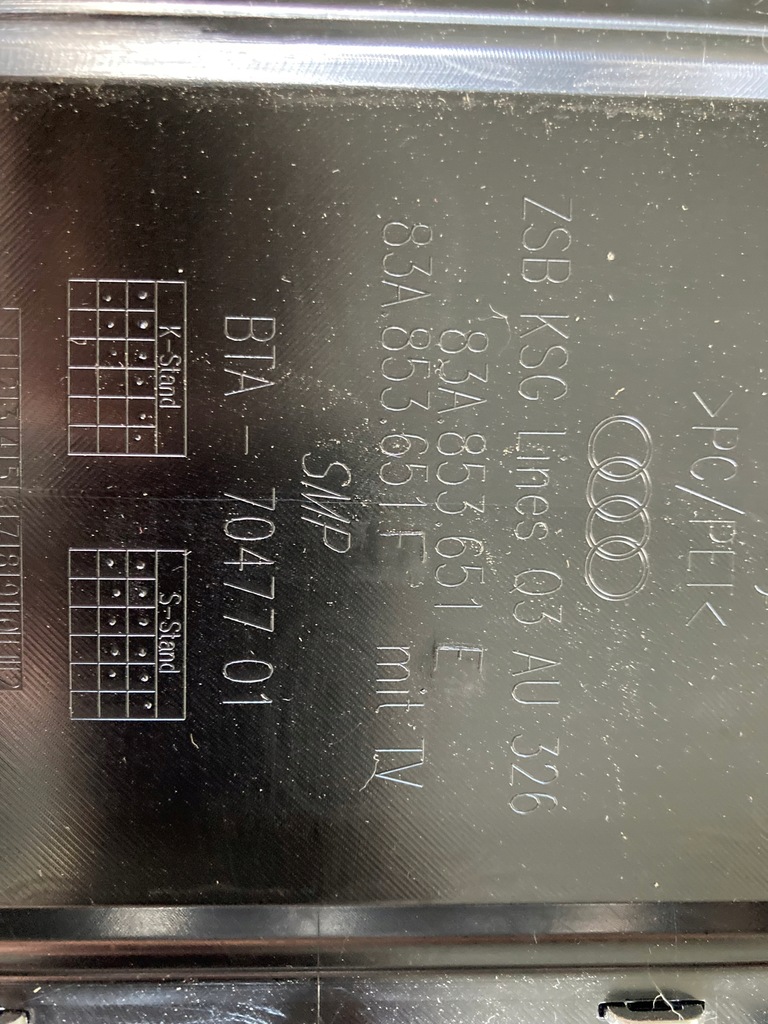 >PC/PET<
ZSB KSG Lines Q3 AU 326
83A.853.651 E
83A.853.651 F mit TV
SMP
BTA - 70477-01
K-Stand
S-Stand